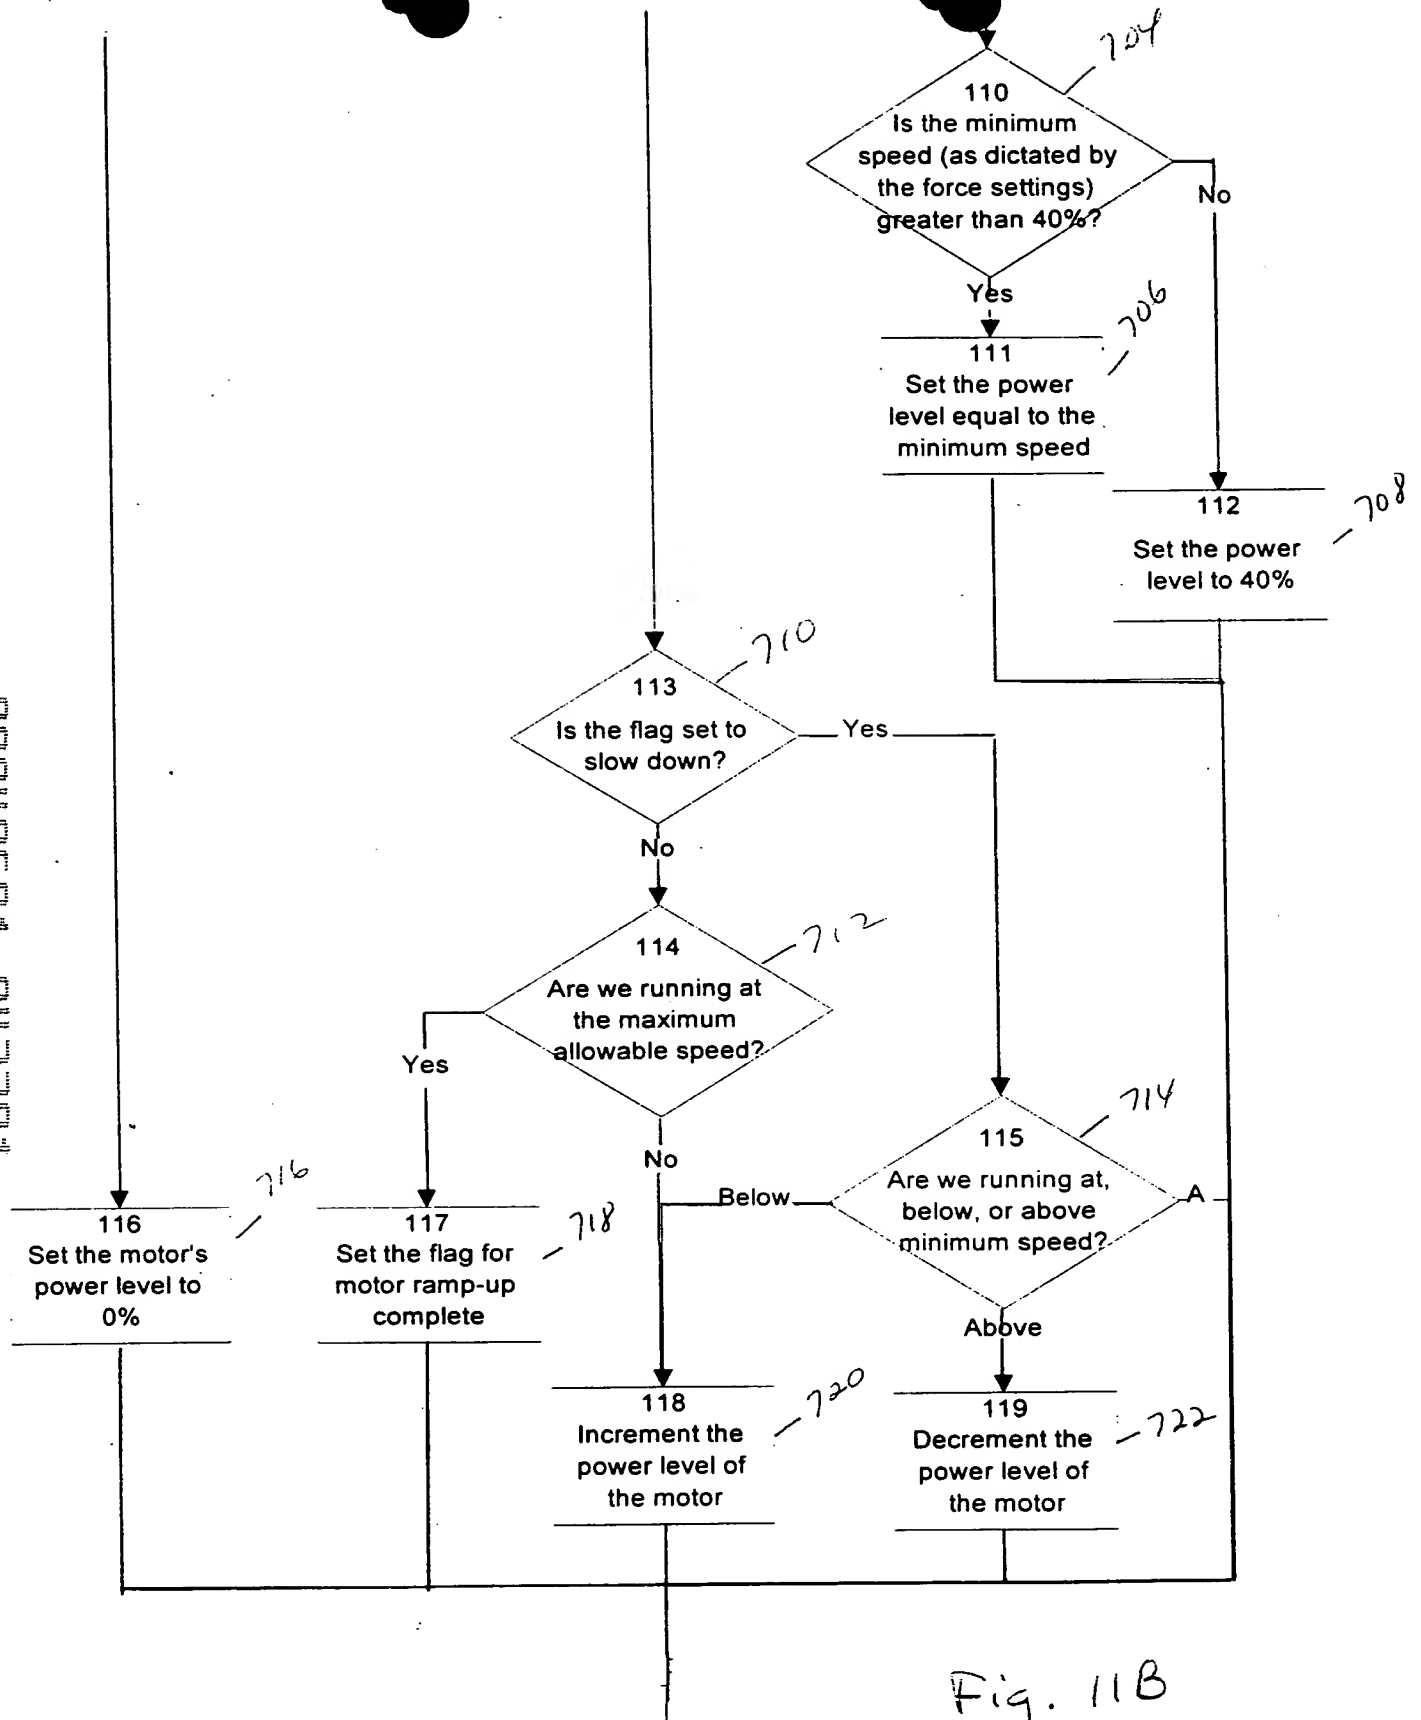 704
110
Is the minimum
speed (as dictated by
the force settings)
greater than 40%?
No
Yes
706
111
Set the power
level equal to the
minimum speed
708
112
Set the power
level to 40%
710
113
Is the flag set to
slow down?
Yes
No
712
114
Are we running at
the maximum
allowable speed?
Yes
No
714
115
Are we running at,
below, or above
minimum speed?
Below
A
Above
716
116
Set the motor's
power level to
0%
718
117
Set the flag for
motor ramp-up
complete
720
118
Increment the
power level of
the motor
722
119
Decrement the
power level of
the motor
Fig. 11B